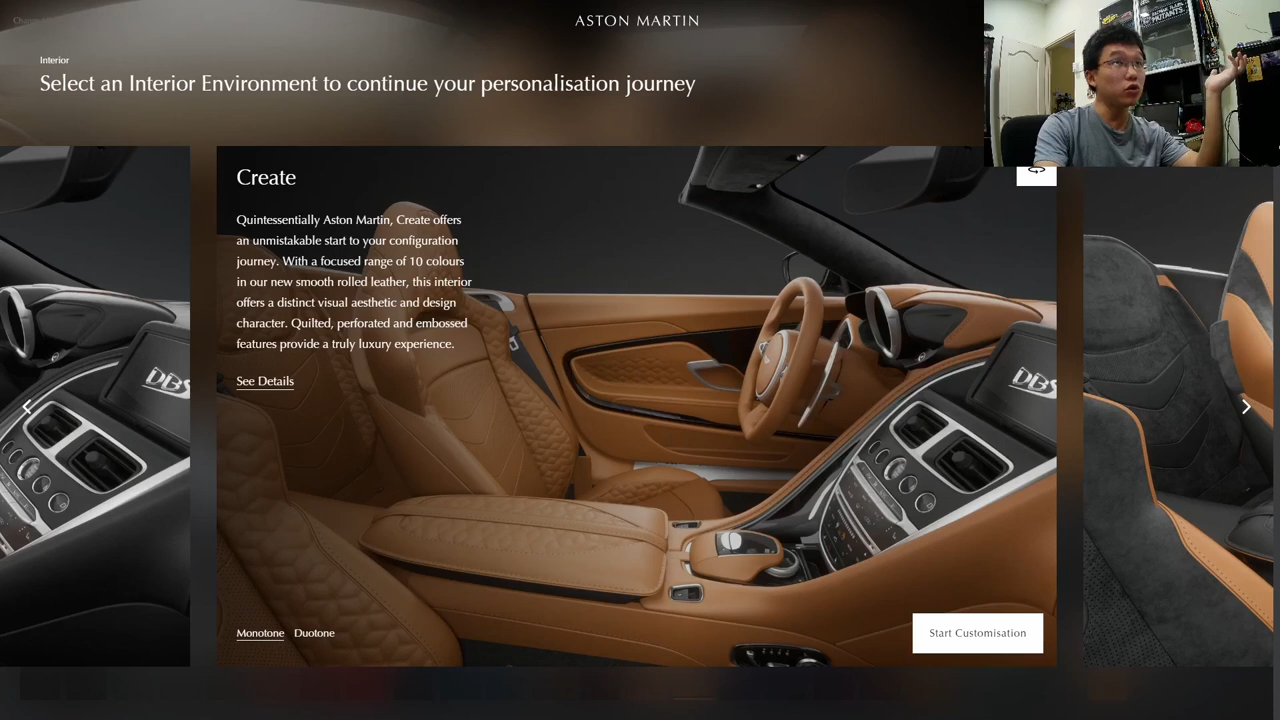 ASTON MARTIN
Interior
Select an Interior Environment to continue your personalisation journey
Create
Quintessentially Aston Martin, Create offers
an unmistakable start to your configuration
journey. With a focused range of 10 colours
in our new smooth rolled leather, this interior
offers a distinct visual aesthetic and design
character. Quilted, perforated and embossed
features provide a truly luxury experience.
See Details
Monotone Duotone
Start Customisation
DBS
DBS
MUTANTS